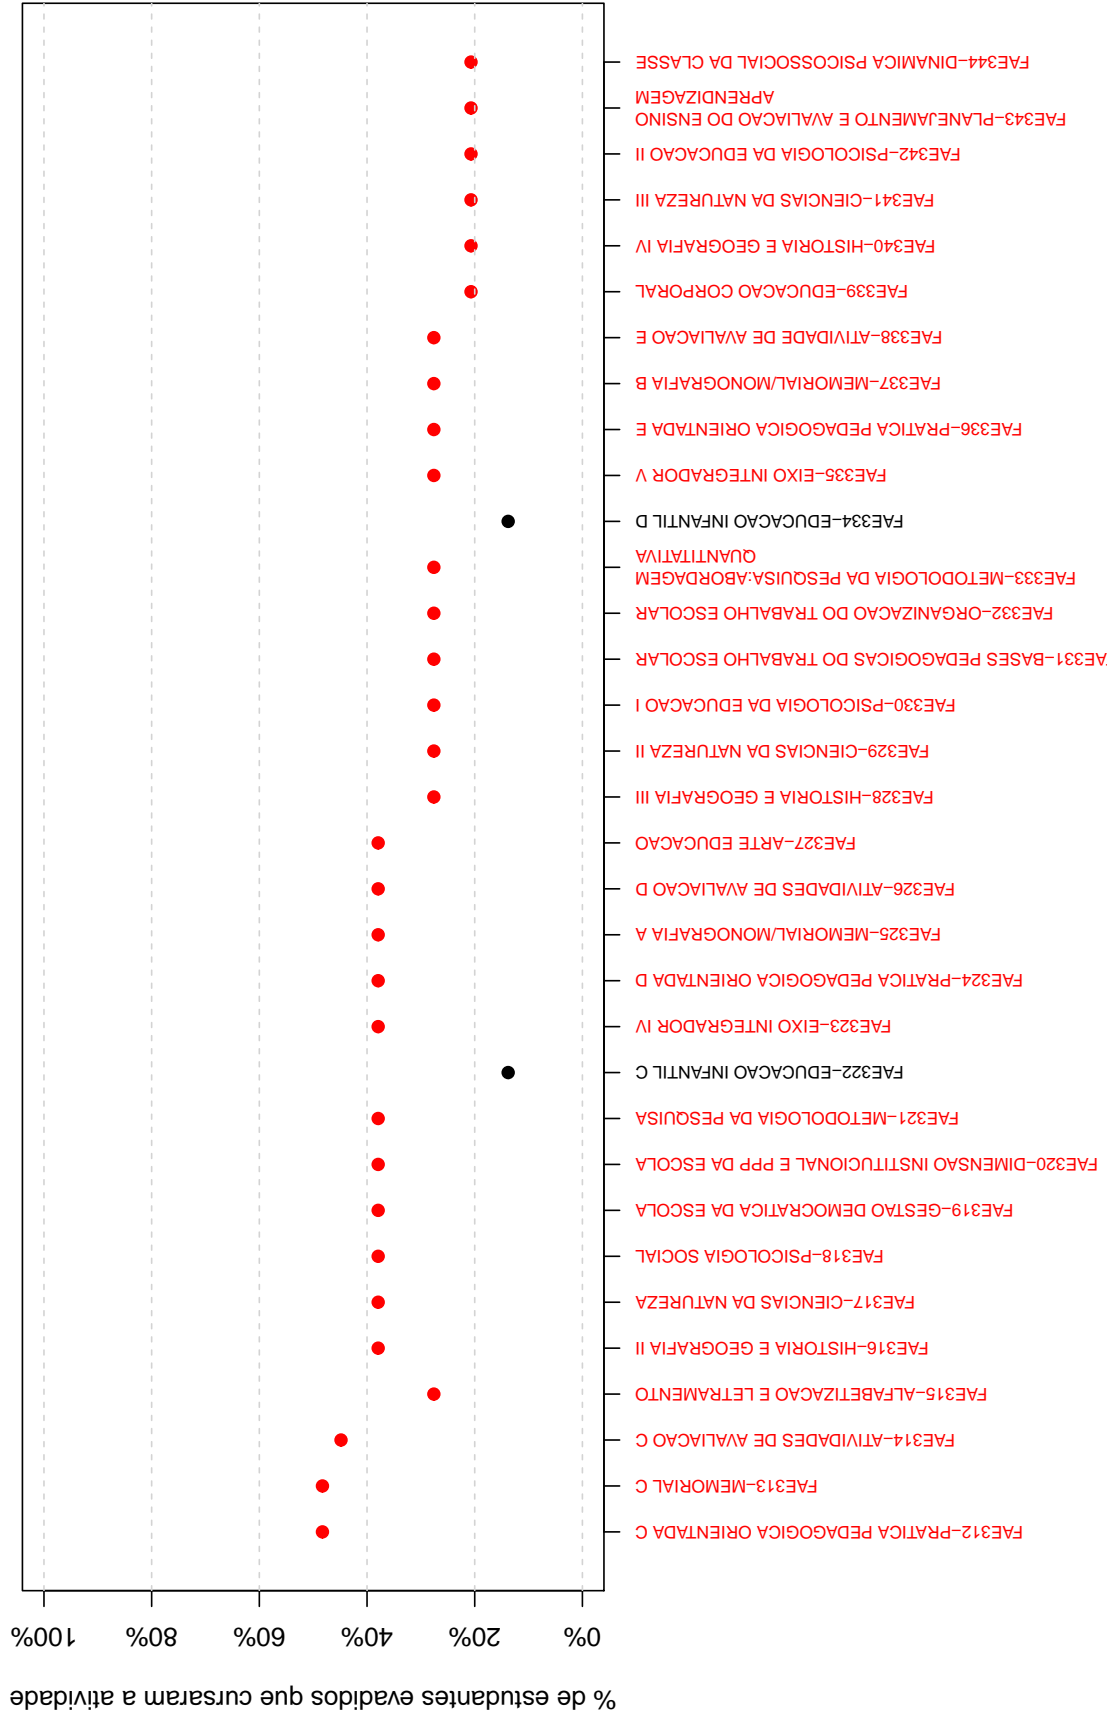 % de estudantes evadidos que cursaram a atividade
0% 20% 40% 60% 80% 100%
FAE312−PRATICA PEDAGOGICA ORIENTADA C
FAE313−MEMORIAL C
FAE314−ATIVIDADES DE AVALIACAO C
FAE315−ALFABETIZACAO E LETRAMENTO
FAE316−HISTORIA E GEOGRAFIA II
FAE317−CIENCIAS DA NATUREZA
FAE318−PSICOLOGIA SOCIAL
FAE319−GESTAO DEMOCRATICA DA ESCOLA
FAE320−DIMENSAO INSTITUCIONAL E PPP DA ESCOLA
FAE321−METODOLOGIA DA PESQUISA
FAE322−EDUCACAO INFANTIL C
FAE323−EIXO INTEGRADOR IV
FAE324−PRATICA PEDAGOGICA ORIENTADA D
FAE325−MEMORIAL/MONOGRAFIA A
FAE326−ATIVIDADES DE AVALIACAO D
FAE327−ARTE EDUCACAO
FAE328−HISTORIA E GEOGRAFIA III
FAE329−CIENCIAS DA NATUREZA II
FAE330−PSICOLOGIA DA EDUCACAO I
AE331−BASES PEDAGOGICAS DO TRABALHO ESCOLAR
FAE332−ORGANIZACAO DO TRABALHO ESCOLAR
FAE333−METODOLOGIA DA PESQUISA:ABORDAGEM
QUANTITATIVA
FAE334−EDUCACAO INFANTIL D
FAE335−EIXO INTEGRADOR V
FAE336−PRATICA PEDAGOGICA ORIENTADA E
FAE337−MEMORIAL/MONOGRAFIA B
FAE338−ATIVIDADE DE AVALIACAO E
FAE339−EDUCACAO CORPORAL
FAE340−HISTORIA E GEOGRAFIA IV
FAE341−CIENCIAS DA NATUREZA III
FAE342−PSICOLOGIA DA EDUCACAO II
FAE343−PLANEJAMENTO E AVALIACAO DO ENSINO
APRENDIZAGEM
FAE344−DINAMICA PSICOSSOCIAL DA CLASSE